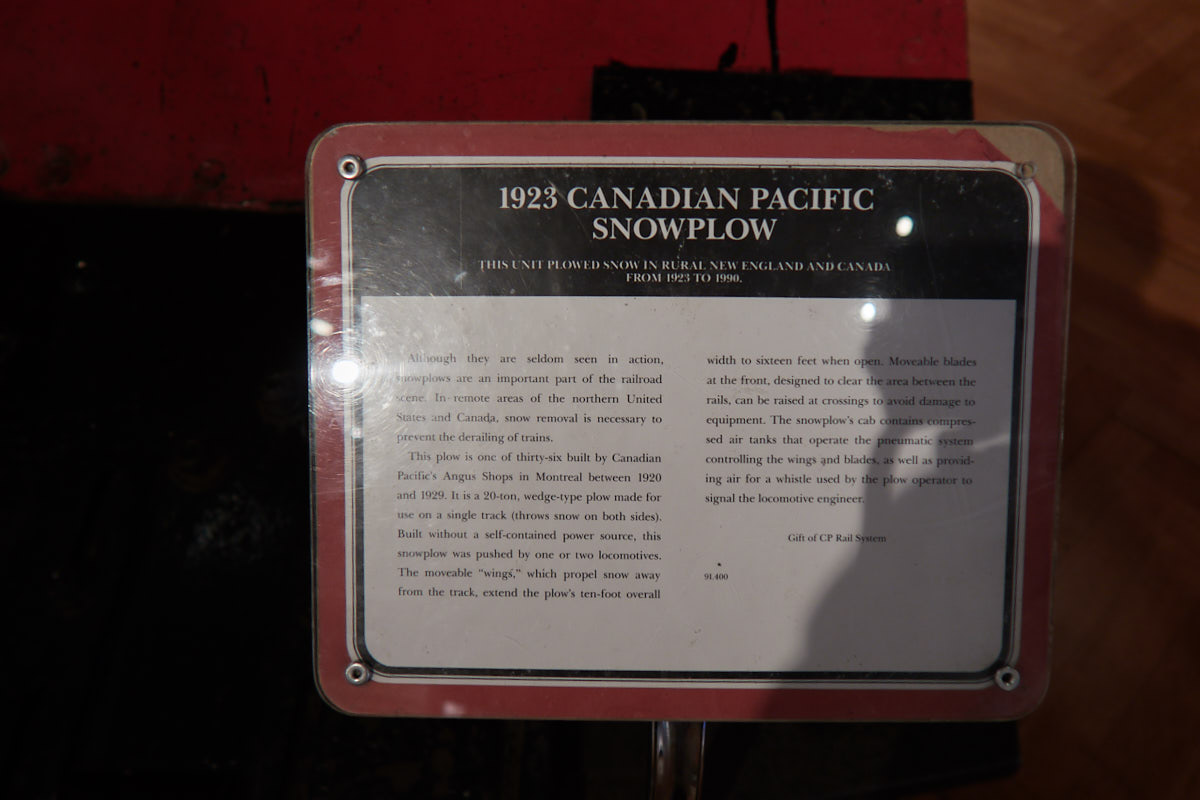 1923 CANADIAN PACIFIC
SNOWPLOW
THIS UNIT PLOWED SNOW IN RURAL NEW ENGLAND AND CANADA
FROM 1923 TO 1990.
Although they are seldom seen in action,
snowplows are an important part of the railroad
scene. In remote areas of the northern United
States and Canada, snow removal is necessary to
prevent the derailing of trains.
This plow is one of thirty-six built by Canadian
Pacific's Angus Shops in Montreal between 1920
and 1929. It is a 20-ton, wedge-type plow made for
use on a single track (throws snow on both sides).
Built without a self-contained power source, this
snowplow was pushed by one or two locomotives.
The moveable “wings,” which propel snow away
from the track, extend the plow's ten-foot overall
width to sixteen feet when open. Moveable blades
at the front, designed to clear the area between the
rails, can be raised at crossings to avoid damage to
equipment. The snowplow's cab contains compres-
sed air tanks that operate the pneumatic system
controlling the wings and blades, as well as provid-
ing air for a whistle used by the plow operator to
signal the locomotive engineer.
Gift of CP Rail System
91.400